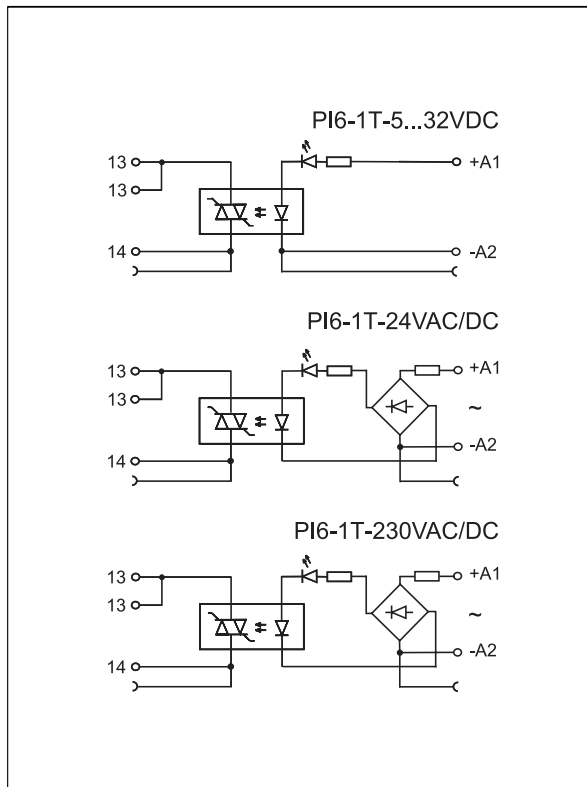 PI6-1T-5...32VDC
13 +A1
13
14 -A2
PI6-1T-24VAC/DC
13 +A1
13 ~
14 -A2
PI6-1T-230VAC/DC
13 +A1
13 ~
14 -A2